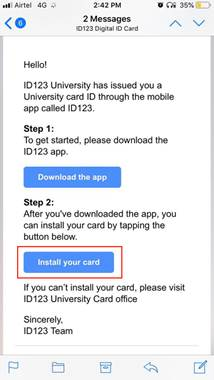 Airtel 4G 2:42 PM 35%
6 2 Messages
ID123 Digital ID Card
Hello!
ID123 University has issued you a
University card ID through the mobile
app called ID123.
Step 1:
To get started, please download the
ID123 app.
Download the app
Step 2:
After you've downloaded the app, you
can install your card by tapping the
button below.
Install your card
If you can't install your card, please visit
ID123 University Card office
Sincerely,
ID123 Team